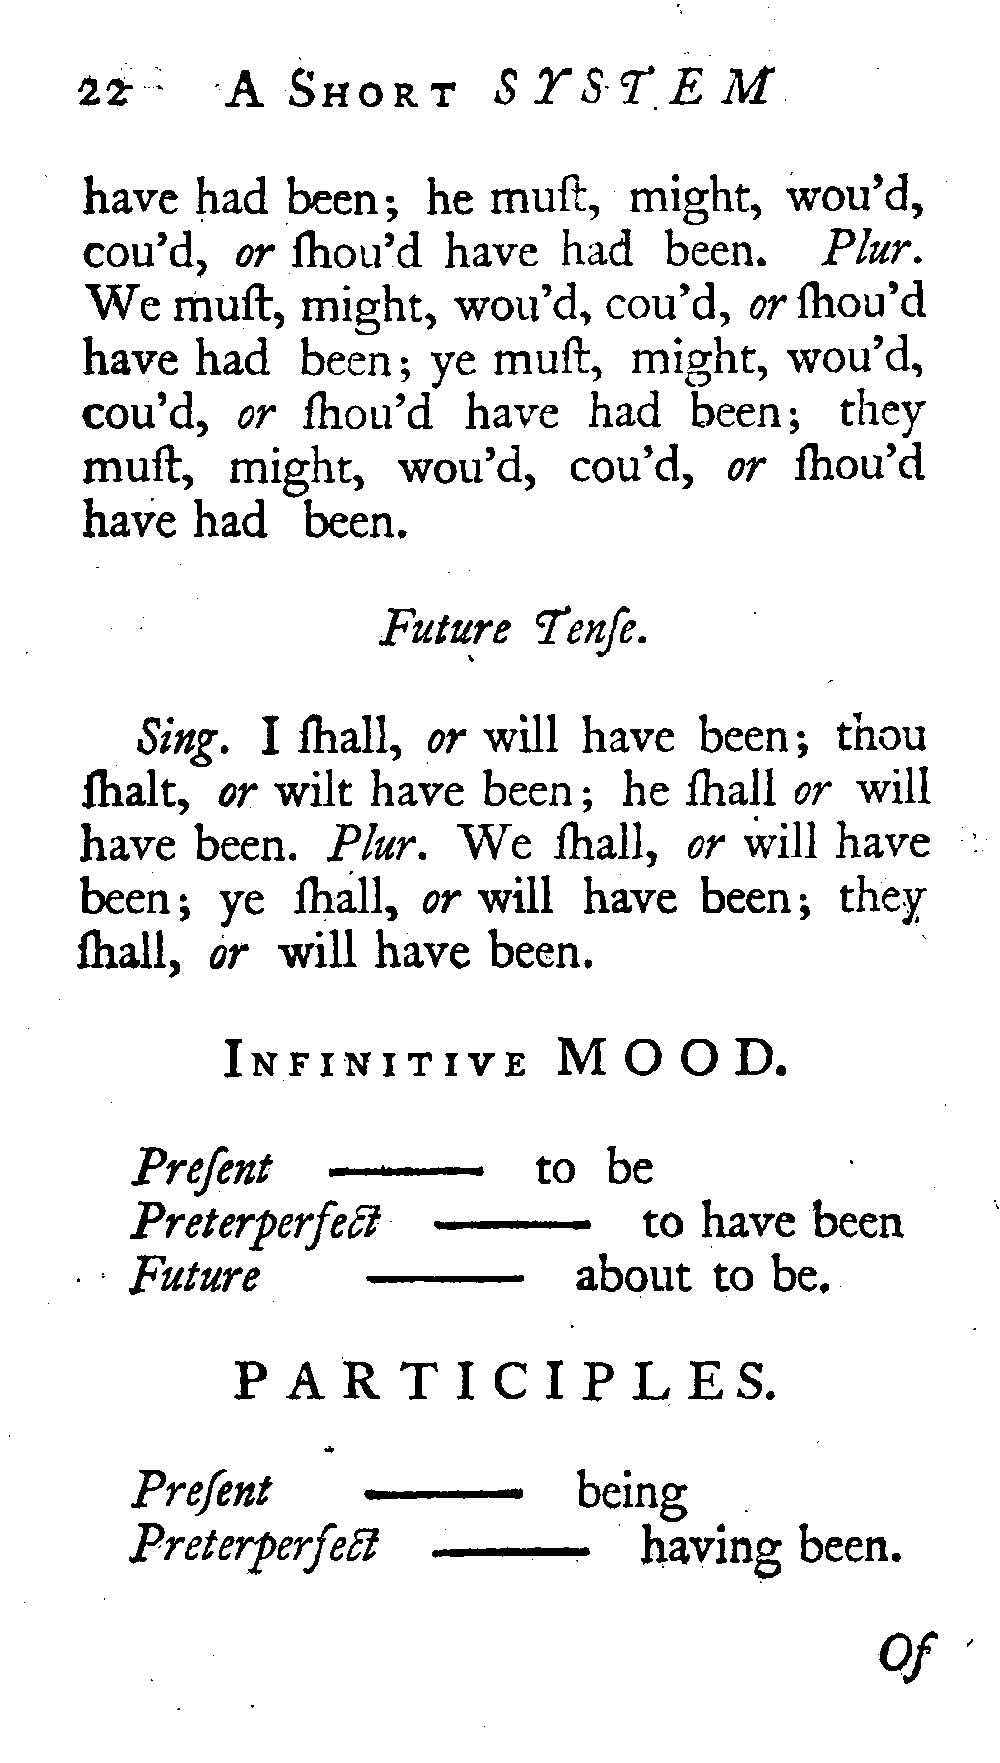 22 A SHORT SYSTEM
have had been; he muſt, might, wou'd,
cou'd, or ſhou'd have had been. Plur.
We muſt, might, wou'd, cou'd, or ſhou'd
have had been; ye muſt, might, wou'd,
cou'd, or ſhou'd have had been; they
muſt, might, wou'd, cou'd, or ſhou'd
have had been.
Future Tenſe.
Sing. I ſhall, or will have been; thou
ſhalt, or wilt have been; he ſhall or will
have been. Plur. We ſhall, or will have
been; ye ſhall, or will have been; they
ſhall, or will have been.
INFINITIVE MOOD.
Preſent —— to be
Preterperfect —— to have been
Future —— about to be.
PARTICIPLES.
Preſent —— being
Preterperfect —— having been.
Of